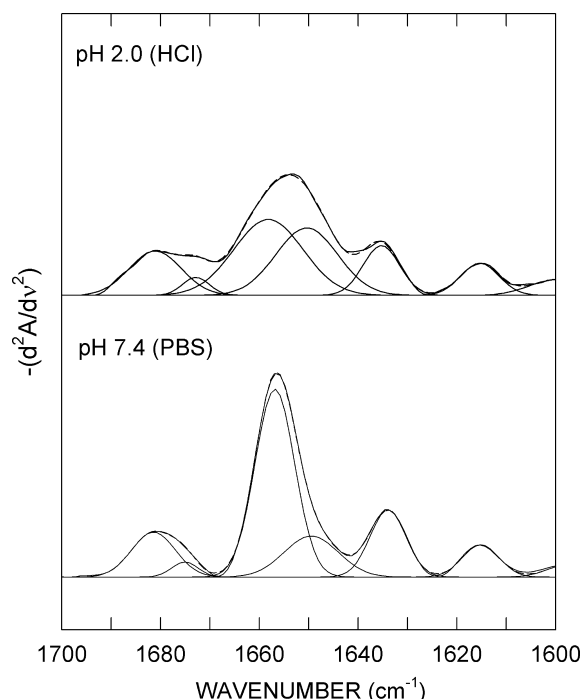 pH 2.0 (HCl)
-(d²A/dν²)
pH 7.4 (PBS)
1700 1680 1660 1640 1620 1600
WAVENUMBER (cm⁻¹)